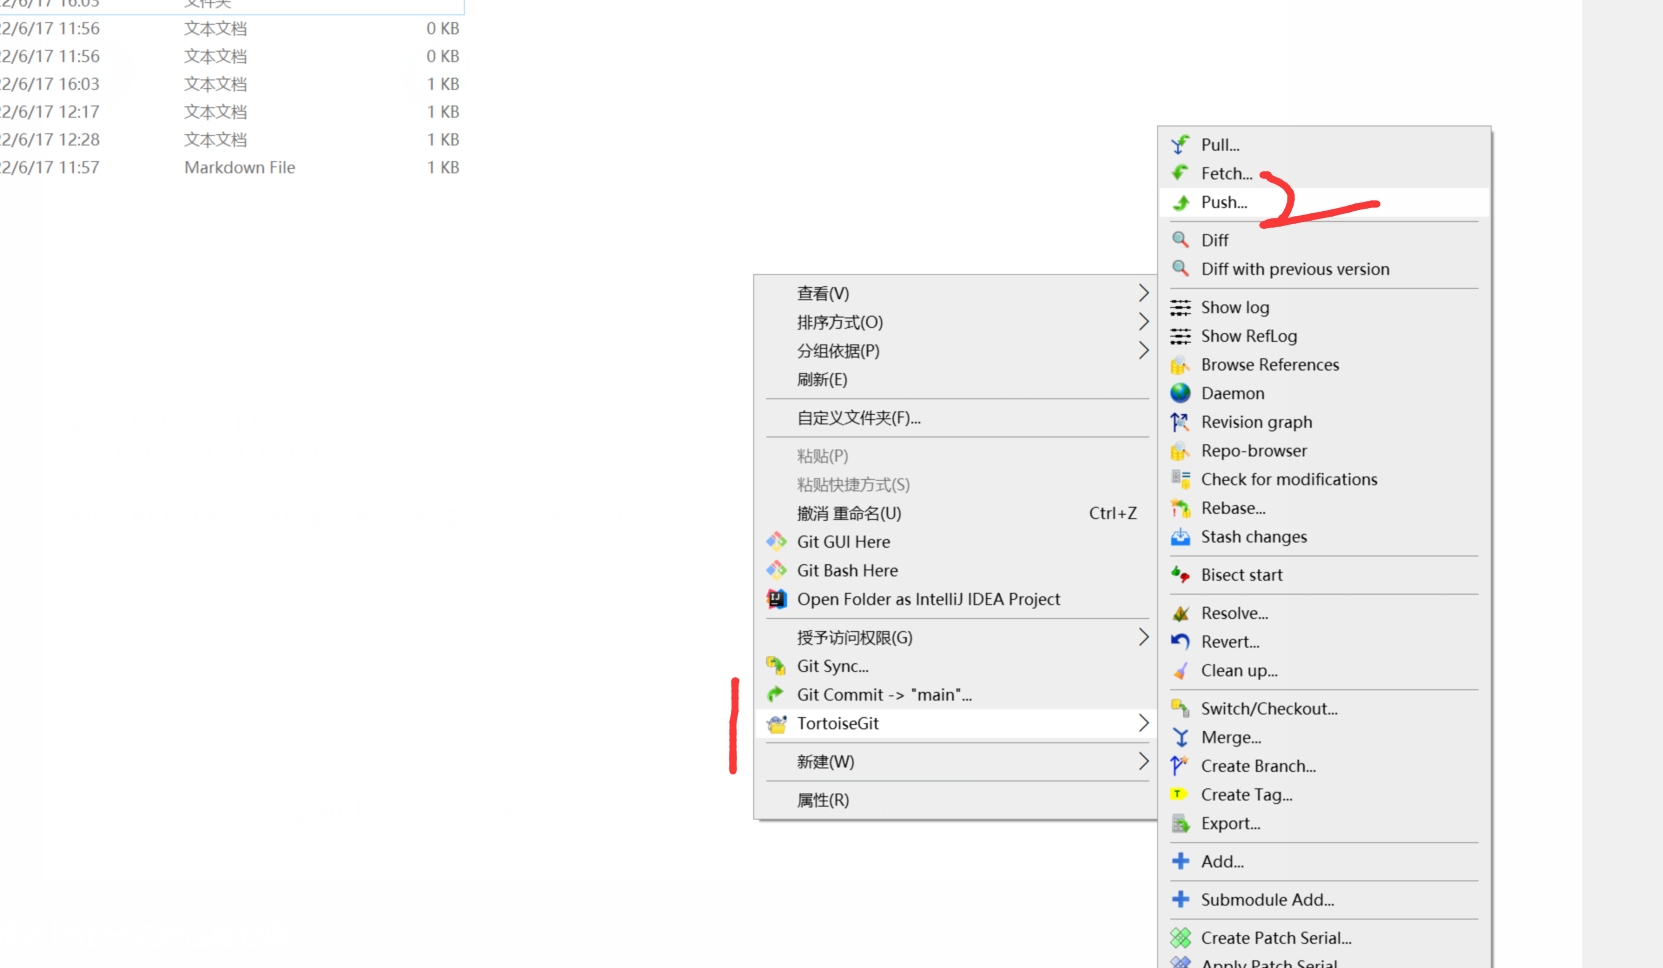 22/6/17 16:03 文件夹
22/6/17 11:56 文本文档 0 KB
22/6/17 11:56 文本文档 0 KB
22/6/17 16:03 文本文档 1 KB
22/6/17 12:17 文本文档 1 KB
22/6/17 12:28 文本文档 1 KB
22/6/17 11:57 Markdown File 1 KB
查看(V)
排序方式(O)
分组依据(P)
刷新(E)
自定义文件夹(F)...
粘贴(P)
粘贴快捷方式(S)
撤消 重命名(U) Ctrl+Z
Git GUI Here
Git Bash Here
Open Folder as IntelliJ IDEA Project
授予访问权限(G)
Git Sync...
Git Commit -> "main"...
1
TortoiseGit
新建(W)
属性(R)
Pull...
Fetch...
Push...
2
Diff
Diff with previous version
Show log
Show RefLog
Browse References
Daemon
Revision graph
Repo-browser
Check for modifications
Rebase...
Stash changes
Bisect start
Resolve...
Revert...
Clean up...
Switch/Checkout...
Merge...
Create Branch...
Create Tag...
Export...
Add...
Submodule Add...
Create Patch Serial...
Apply Patch Serial